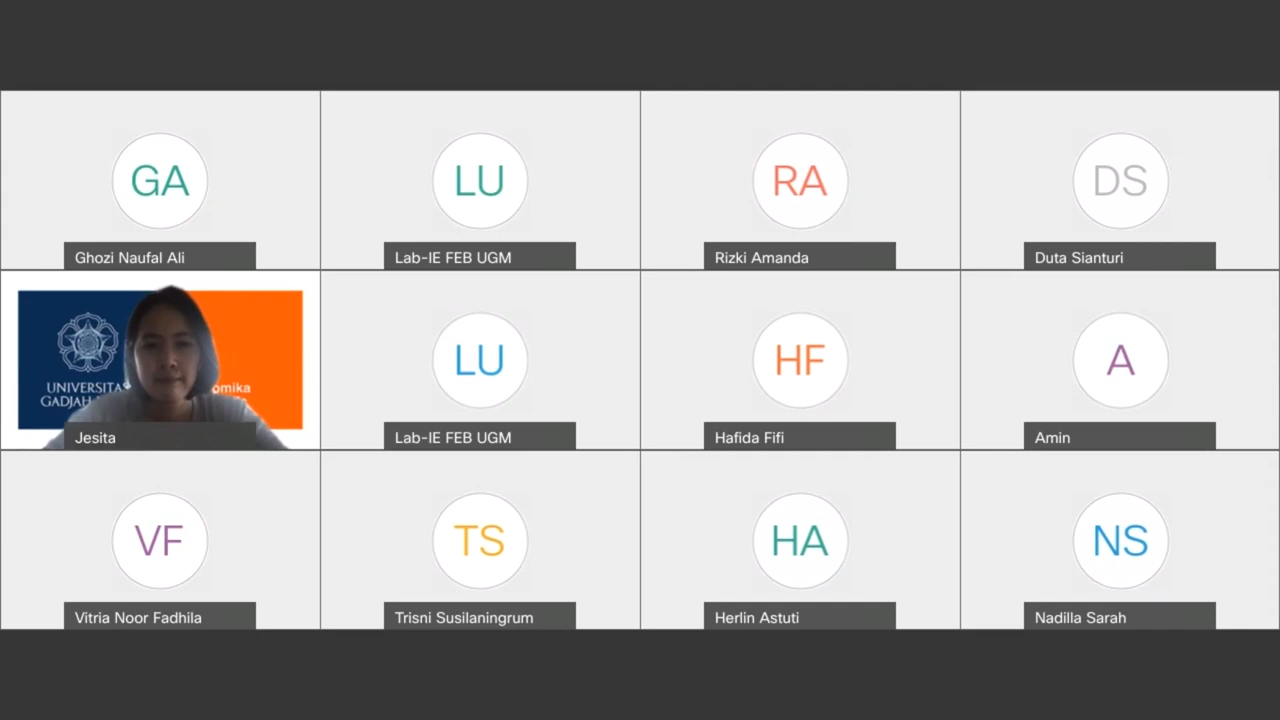 GA
Ghozi Naufal Ali
LU
Lab-IE FEB UGM
RA
Rizki Amanda
DS
Duta Sianturi
UNIVERSITAS
GADJAH
omika
Jesita
LU
Lab-IE FEB UGM
HF
Hafida Fifi
A
Amin
VF
Vitria Noor Fadhila
TS
Trisni Susilaningrum
HA
Herlin Astuti
NS
Nadilla Sarah